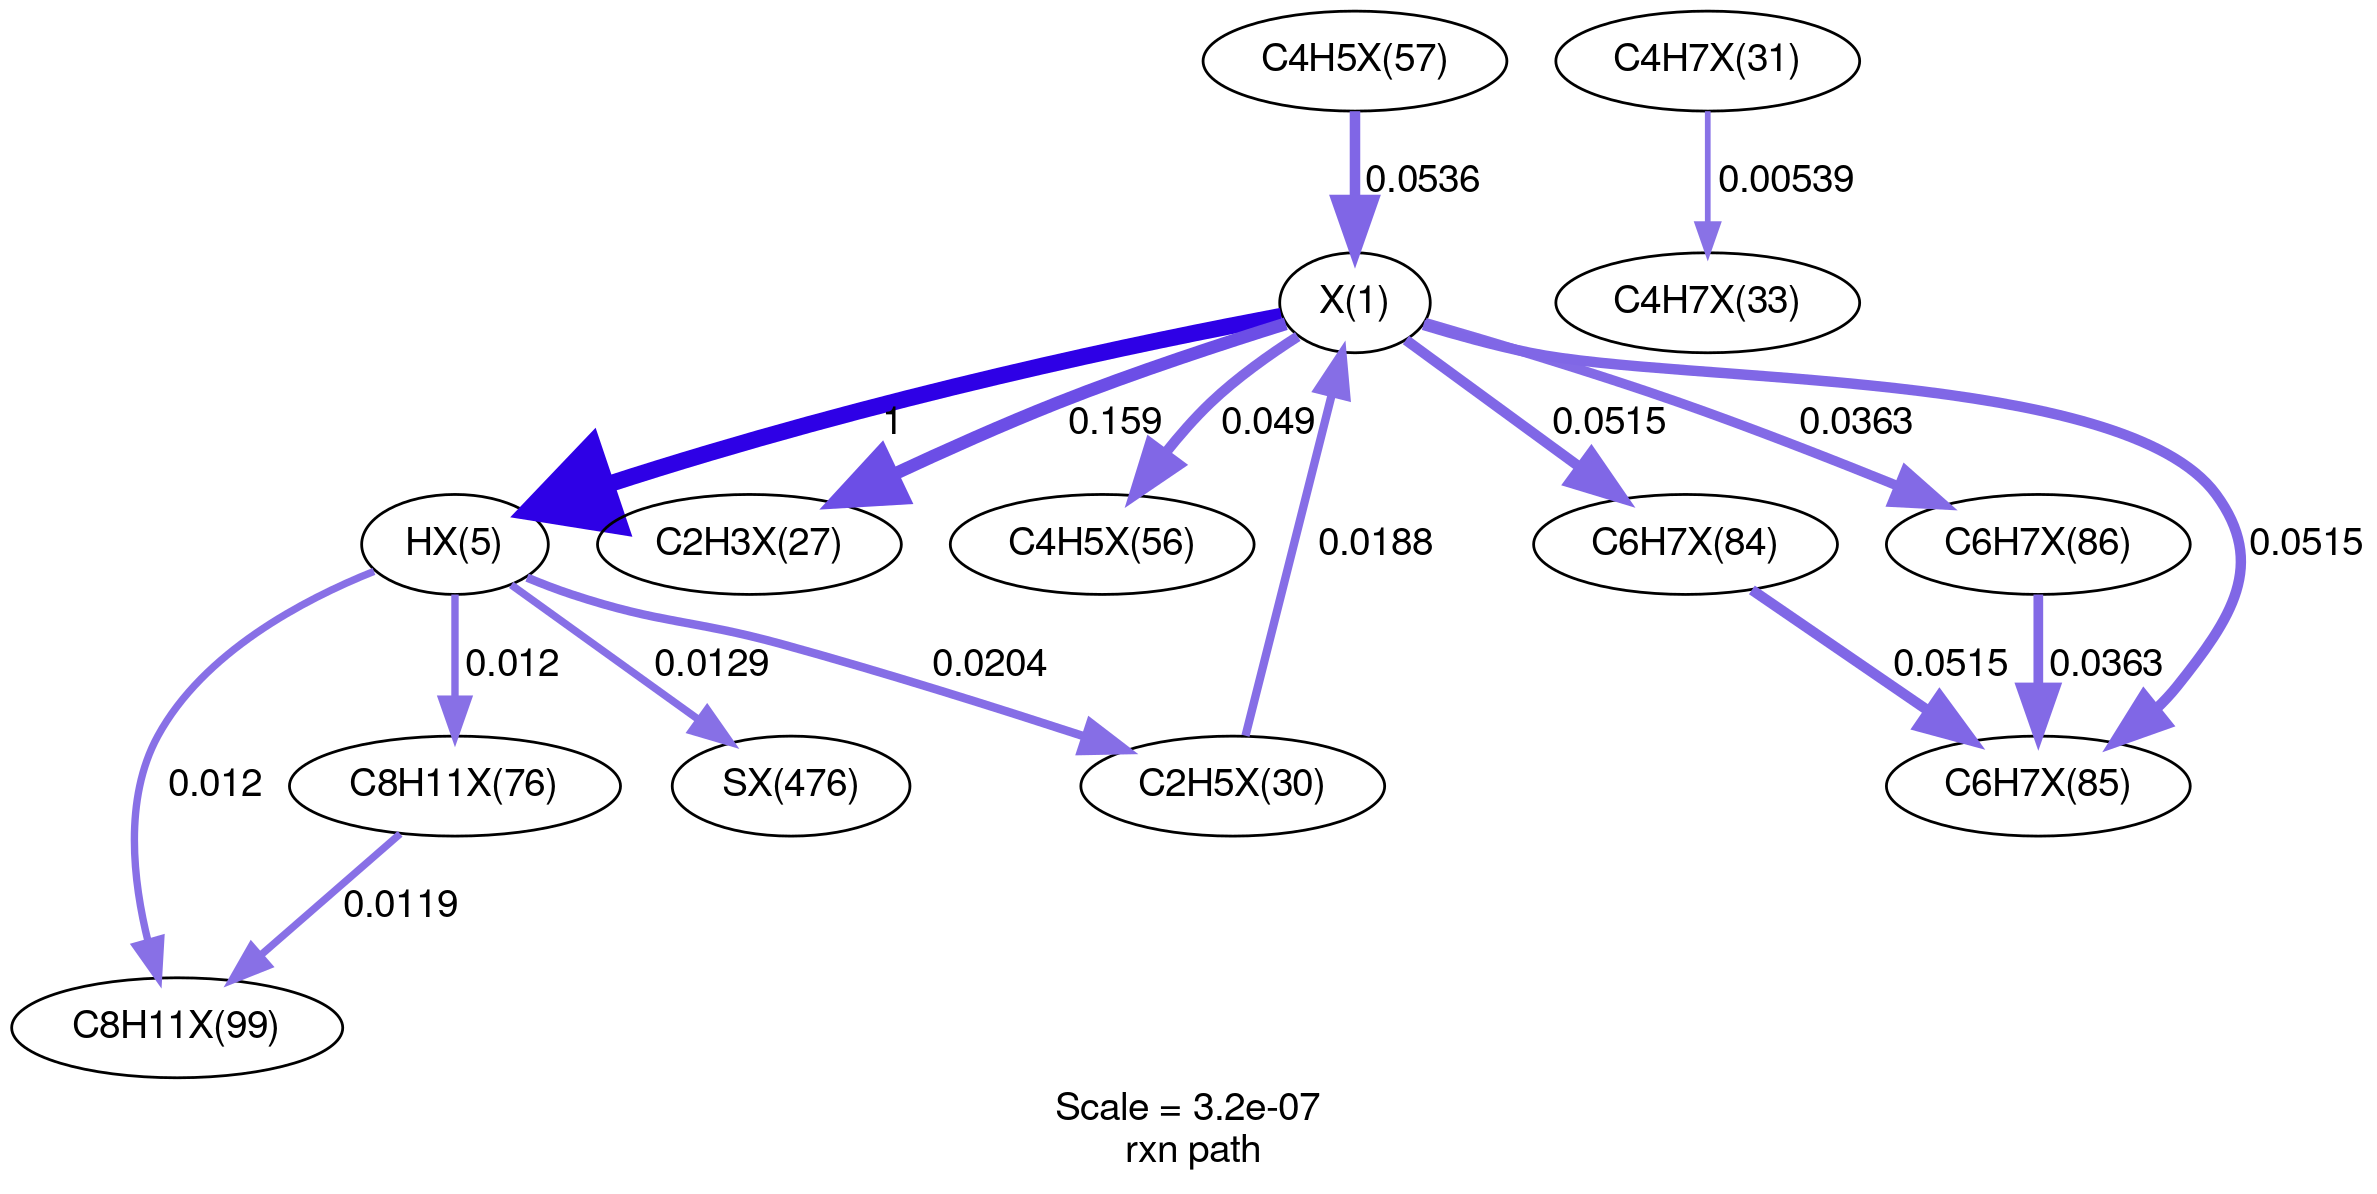 C4H5X(57)
C4H7X(31)
0.0536
0.00539
X(1)
C4H7X(33)
1
0.159
0.049
0.0515
0.0363
HX(5)
C2H3X(27)
C4H5X(56)
0.0188
C6H7X(84)
C6H7X(86)
0.0515
0.012
0.0129
0.0204
0.0515
0.0363
0.012
C8H11X(76)
SX(476)
C2H5X(30)
C6H7X(85)
0.0119
C8H11X(99)
Scale = 3.2e-07
rxn path